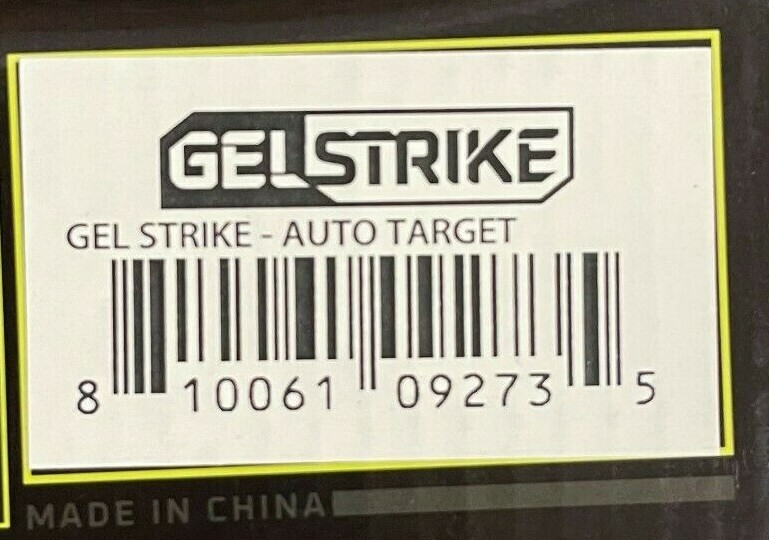 GELSTRIKE
GEL STRIKE - AUTO TARGET
8 10061 09273 5
MADE IN CHINA